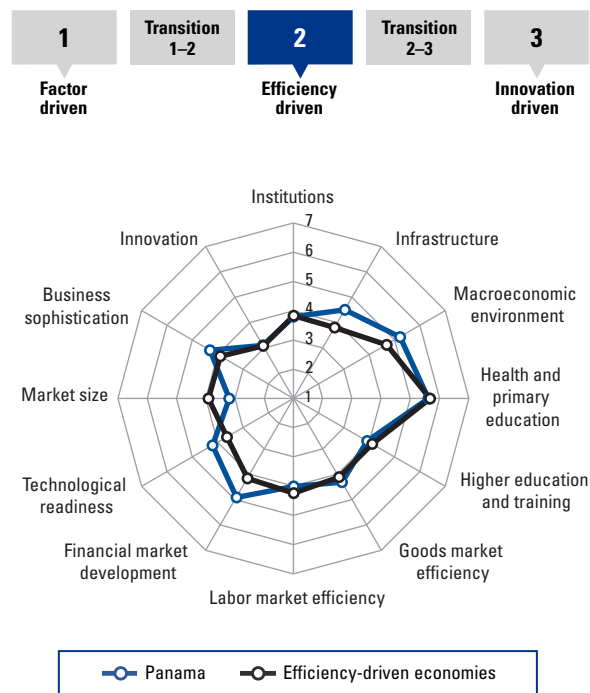 1
Transition
1–2
2
Transition
2–3
3
Factor
driven
Efficiency
driven
Innovation
driven
Institutions
7
Innovation
Infrastructure
6
5
Business
sophistication
Macroeconomic
environment
4
3
2
Market size
1
Health and
primary
education
Technological
readiness
Higher education
and training
Financial market
development
Goods market
efficiency
Labor market efficiency
Panama
Efficiency-driven economies